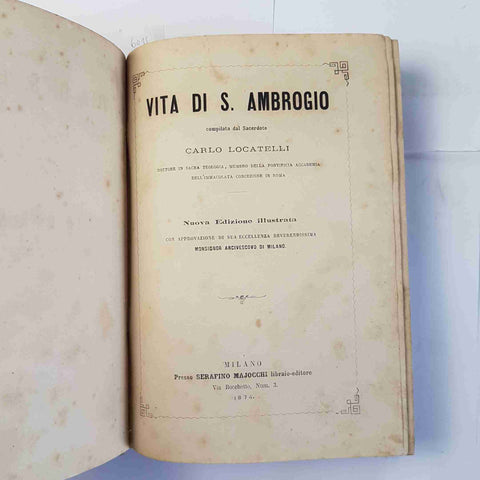 VITA DI S. AMBROGIO
compilata dal Sacerdote
CARLO LOCATELLI
DOTTORE IN SACRA TEOLOGIA, MEMBRO DELLA PONTIFICIA ACCADEMIA
DELL'IMMACOLATA CONCEZIONE IN ROMA
Nuova Edizione illustrata
CON APPROVAZIONE DI SUA ECCELLENZA REVERENDISSIMA
MONSIGNOR ARCIVESCOVO DI MILANO.
MILANO
Presso SERAFINO MAJOCCHI libraio-editore
Via Bocchetto, Num. 3.
1874.